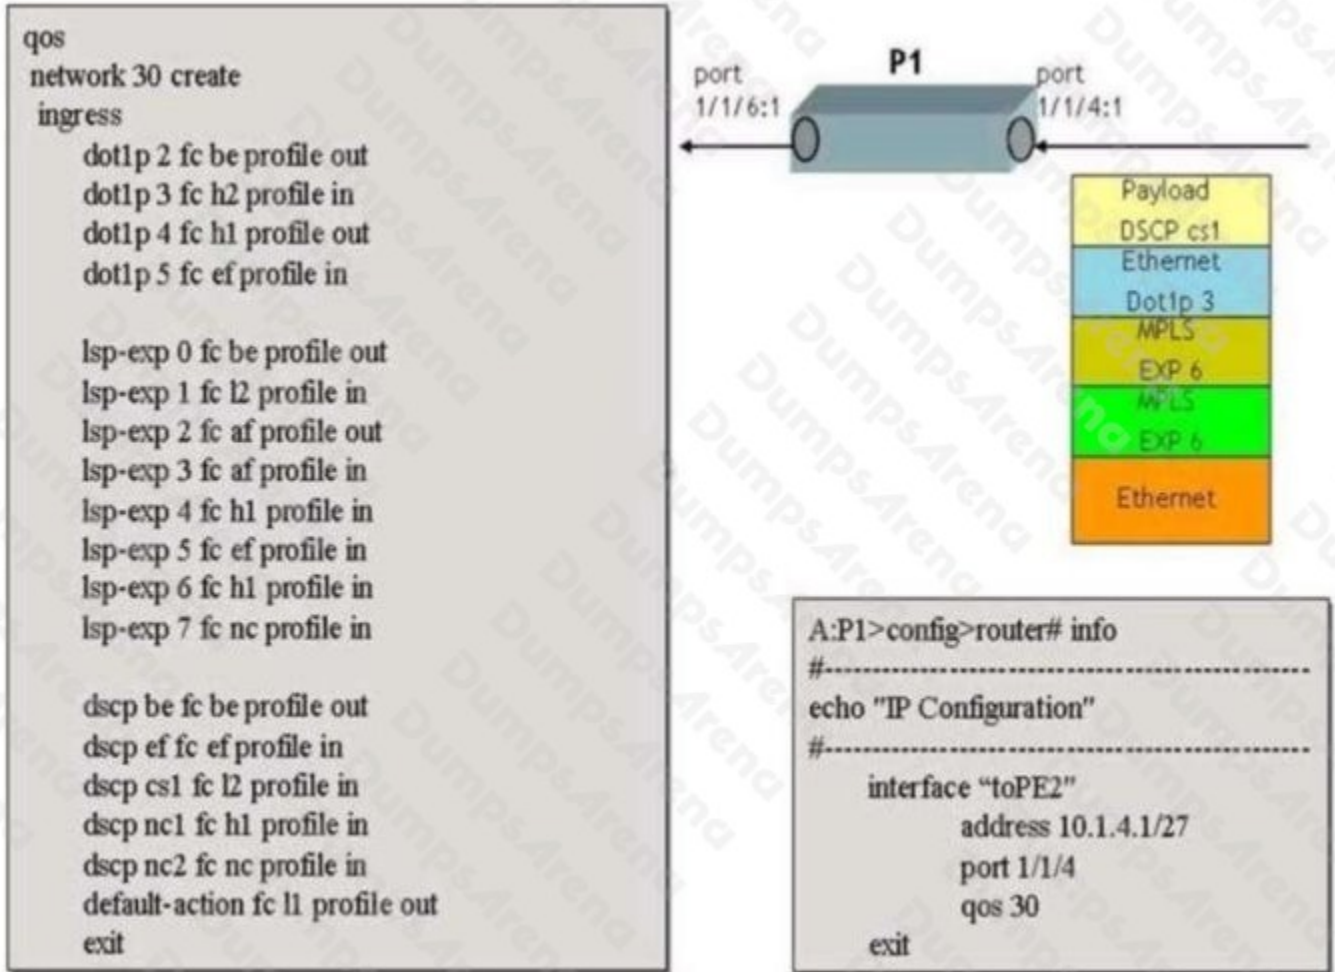 qos
network 30 create
ingress
dot1p 2 fc be profile out
dot1p 3 fc h2 profile in
dot1p 4 fc h1 profile out
dot1p 5 fc ef profile in
lsp-exp 0 fc be profile out
lsp-exp 1 fc l2 profile in
lsp-exp 2 fc af profile out
lsp-exp 3 fc af profile in
lsp-exp 4 fc h1 profile in
lsp-exp 5 fc ef profile in
lsp-exp 6 fc h1 profile in
lsp-exp 7 fc nc profile in
dscp be fc be profile out
dscp ef fc ef profile in
dscp cs1 fc l2 profile in
dscp nc1 fc h1 profile in
dscp nc2 fc nc profile in
default-action fc l1 profile out
exit
P1
port
1/1/6:1
port
1/1/4:1
Payload
DSCP cs1
Ethernet
Dot1p 3
MPLS
EXP 6
MPLS
EXP 6
Ethernet
A:P1>config>router# info
#--------------------------------------------------
echo "IP Configuration"
#--------------------------------------------------
interface “toPE2”
address 10.1.4.1/27
port 1/1/4
qos 30
exit
DumpsArena